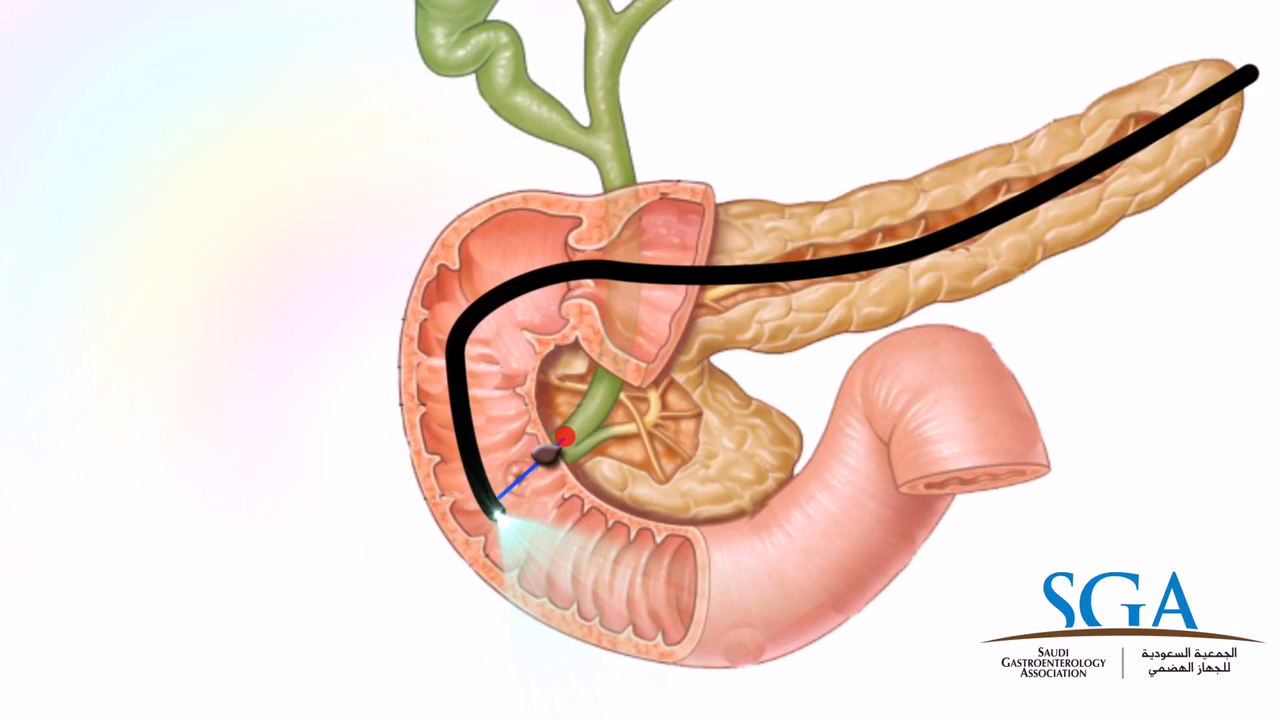 SGA
SAUDI
GASTROENTEROLOGY
ASSOCIATION
الجمعية السعودية
للجهاز الهضمي